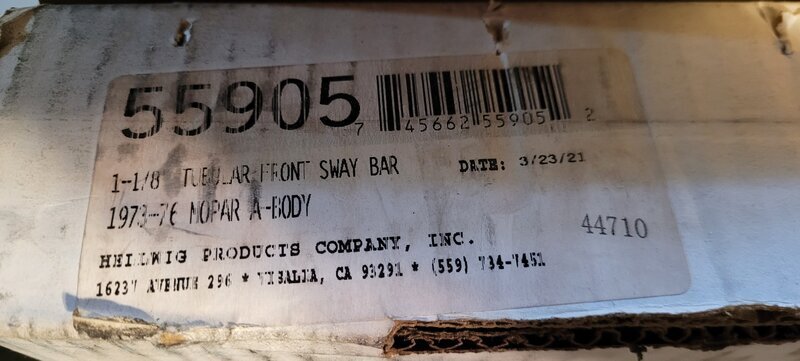 55905
7 45662 55905 2
1-1/8 TUBULAR FRONT SWAY BAR DATE: 3/23/21
1973-76 MOPAR A-BODY
44710
HELLWIG PRODUCTS COMPANY, INC.
16237 AVENUE 296 * VISALIA, CA 93291 * (559) 734-7451